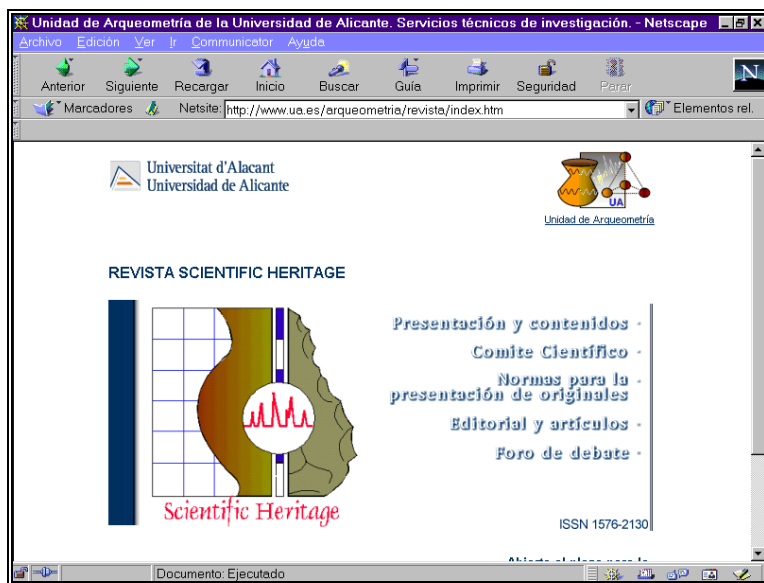 Unidad de Arqueometría de la Universidad de Alicante. Servicios técnicos de investigación. - Netscape
Archivo Edición Ver Ir Communicator Ayuda
Anterior Siguiente Recargar Inicio Buscar Guía Imprimir Seguridad Parar
N
Marcadores Netsite: http://www.ua.es/arqueometria/revista/index.htm Elementos rel.
Universitat d'Alacant
Universidad de Alicante
UA
Unidad de Arqueometría
REVISTA SCIENTIFIC HERITAGE
Presentación y contenidos
Comite Científico
Normas para la
presentación de originales
Editorial y artículos
Foro de debate
Scientific Heritage
ISSN 1576-2130
Documento: Ejecutado